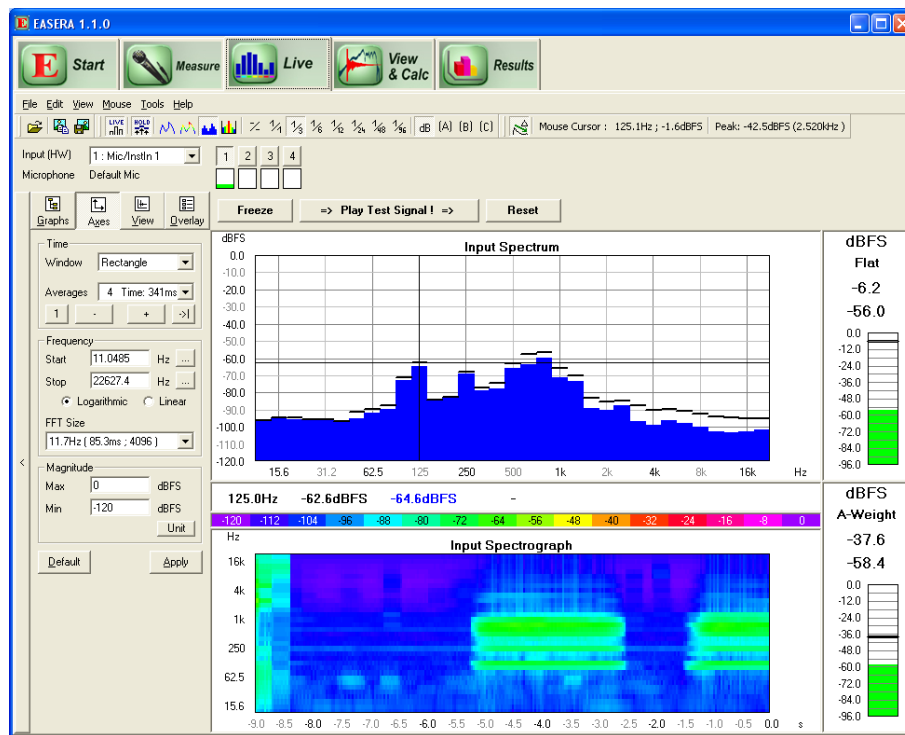 EASERA 1.1.0
Start Measure Live View & Calc Results
File Edit View Mouse Tools Help
LIVE HOLD 1/1 1/3 1/6 1/12 1/24 1/48 1/96 dB (A) (B) (C) Mouse Cursor : 125.1Hz ; -1.6dBFS Peak: -42.5dBFS (2.520kHz )
Input (HW) 1 : Mic/InstIn 1 1 2 3 4
Microphone Default Mic
Graphs Axes View Overlay
Freeze => Play Test Signal ! => Reset
Time
Window Rectangle
Averages 4 Time: 341ms
1 - + ->|
Frequency
Start 11.0485 Hz ...
Stop 22627.4 Hz ...
Logarithmic Linear
FFT Size
11.7Hz ( 85.3ms ; 4096 )
Magnitude
Max 0 dBFS
Min -120 dBFS
Unit
Default Apply
<
dBFS
Input Spectrum
0.0
-10.0
-20.0
-30.0
-40.0
-50.0
-60.0
-70.0
-80.0
-90.0
-100.0
-110.0
-120.0
15.6 31.2 62.5 125 250 500 1k 2k 4k 8k 16k Hz
125.0Hz -62.6dBFS -64.6dBFS -
-120 -112 -104 -96 -88 -80 -72 -64 -56 -48 -40 -32 -24 -16 -8 0
Hz
Input Spectrograph
16k
4k
1k
250
62.5
15.6
-9.0 -8.5 -8.0 -7.5 -7.0 -6.5 -6.0 -5.5 -5.0 -4.5 -4.0 -3.5 -3.0 -2.5 -2.0 -1.5 -1.0 -0.5 0.0 s
dBFS
Flat
-6.2
-56.0
0.0
-12.0
-24.0
-36.0
-48.0
-60.0
-72.0
-84.0
-96.0
dBFS
A-Weight
-37.6
-58.4
0.0
-12.0
-24.0
-36.0
-48.0
-60.0
-72.0
-84.0
-96.0